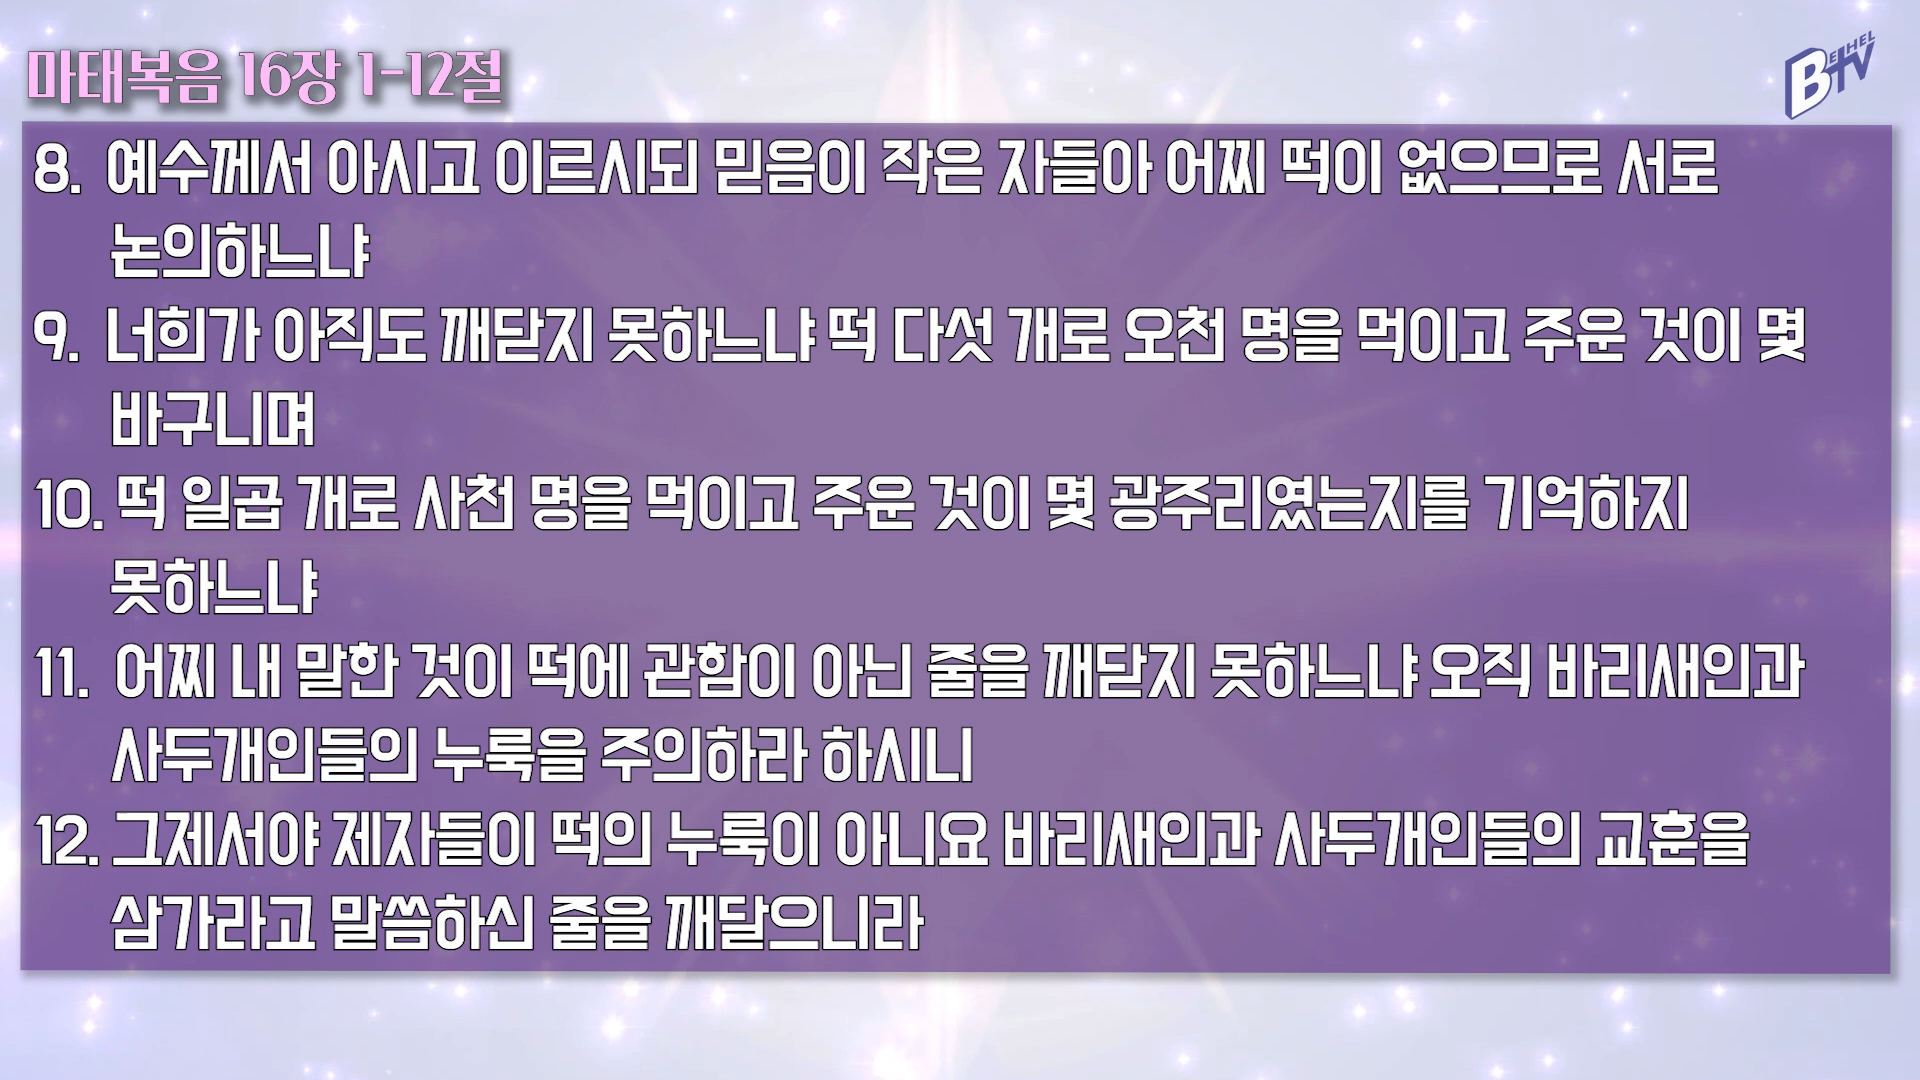 마태복음 16장 1-12절
BETHEL TV
8. 예수께서 아시고 이르시되 믿음이 작은 자들아 어찌 떡이 없으므로 서로
논의하느냐
9. 너희가 아직도 깨닫지 못하느냐 떡 다섯 개로 오천 명을 먹이고 주운 것이 몇
바구니며
10. 떡 일곱 개로 사천 명을 먹이고 주운 것이 몇 광주리였는지를 기억하지
못하느냐
11. 어찌 내 말한 것이 떡에 관함이 아닌 줄을 깨닫지 못하느냐 오직 바리새인과
사두개인들의 누룩을 주의하라 하시니
12. 그제서야 제자들이 떡의 누룩이 아니요 바리새인과 사두개인들의 교훈을
삼가라고 말씀하신 줄을 깨달으니라